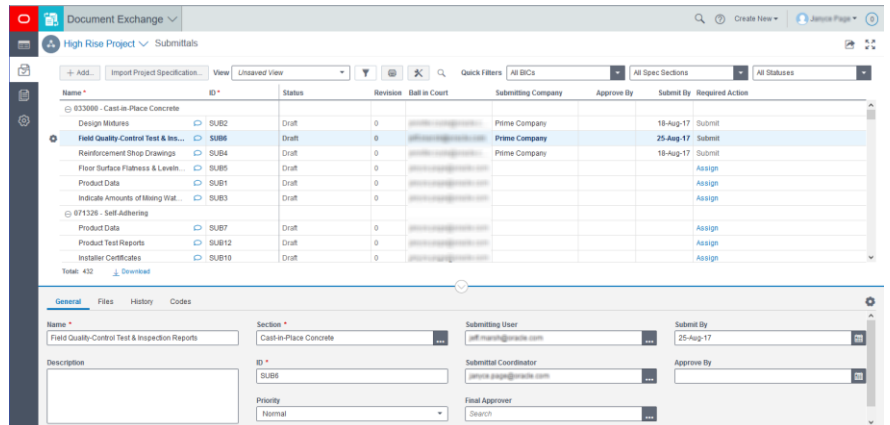 Document Exchange
Create New
Janyce Page
0
High Rise Project Submittals
+ Add... Import Project Specification... View Unsaved View Quick Filters All BICs All Spec Sections All Statuses
Name * ID * Status Revision Ball in Court Submitting Company Approve By Submit By Required Action
033000 - Cast-in-Place Concrete
Design Mixtures SUB2 Draft 0 Prime Company 18-Aug-17 Submit
Field Quality-Control Test & Ins... SUB6 Draft 0 Prime Company 25-Aug-17 Submit
Reinforcement Shop Drawings SUB4 Draft 0 Prime Company 18-Aug-17 Submit
Floor Surface Flatness & Leveln... SUB5 Draft 0 Assign
Product Data SUB1 Draft 0 Assign
Indicate Amounts of Mixing Wat... SUB3 Draft 0 Assign
071326 - Self-Adhering
Product Data SUB7 Draft 0 Assign
Product Test Reports SUB12 Draft 0 Assign
Installer Certificates SUB10 Draft 0 Assign
Total: 432 Download
General Files History Codes
Name * Section * Submitting User Submit By
Field Quality-Control Test & Inspection Reports Cast-in-Place Concrete ... jeff.marsh@oracle.com ... 25-Aug-17
Description ID * Submittal Coordinator Approve By
SUB6 janyce.page@oracle.com ...
Priority Final Approver
Normal Search ...